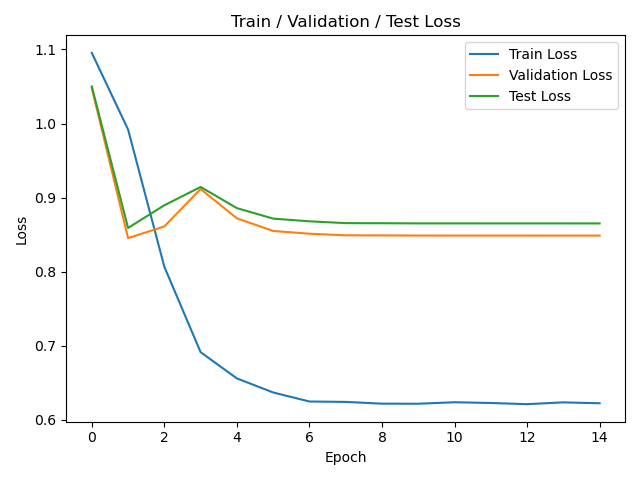 Train / Validation / Test Loss
Train Loss
Validation Loss
Test Loss
Loss
1.1
1.0
0.9
0.8
0.7
0.6
0 2 4 6 8 10 12 14
Epoch